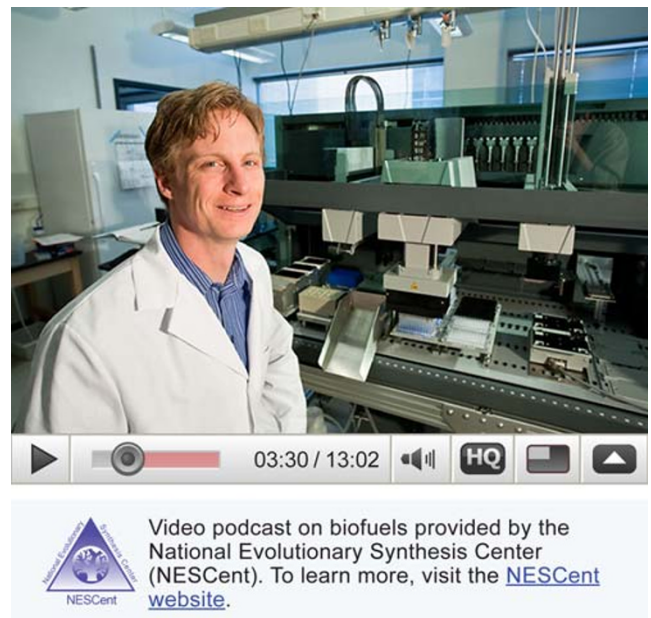 03:30 / 13:02
HQ
National Evolutionary
Synthesis Center
NESCent
Video podcast on biofuels provided by the
National Evolutionary Synthesis Center
(NESCent). To learn more, visit the NESCent
website.